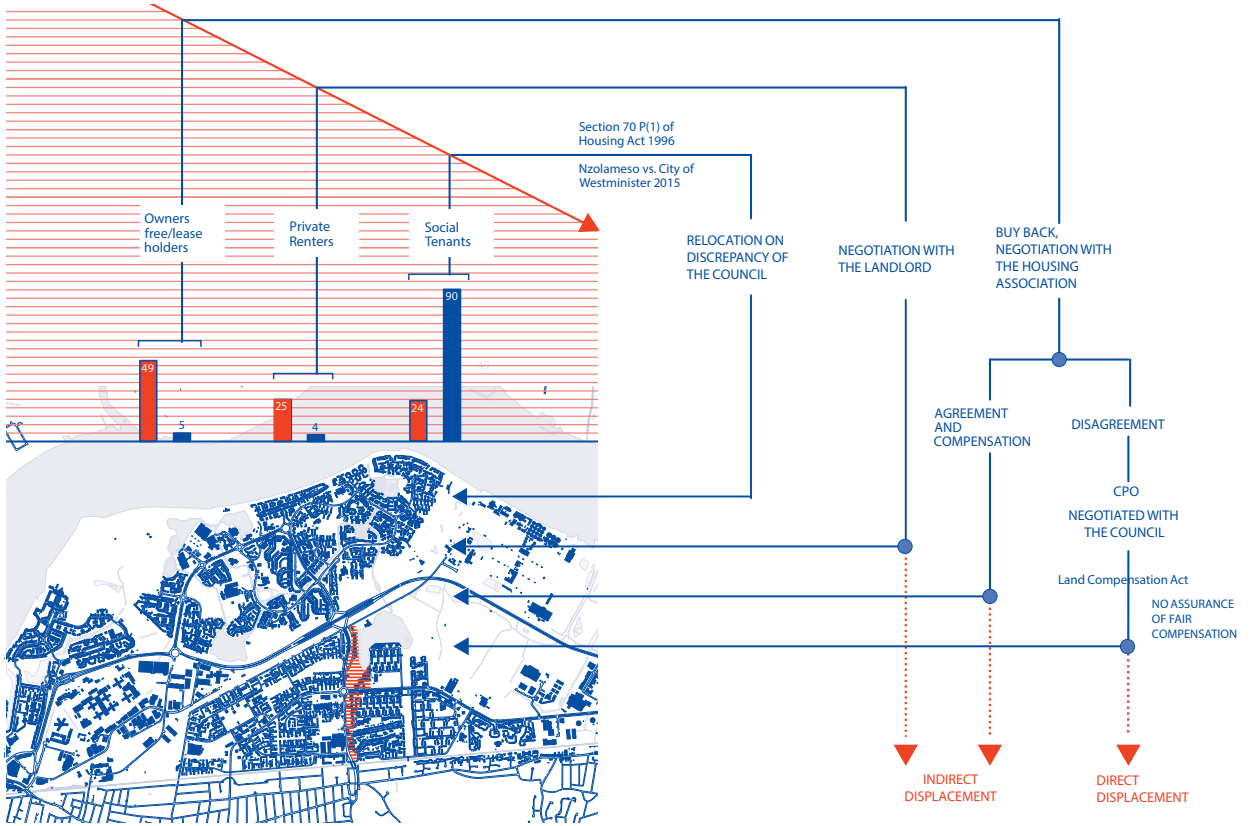 Section 70 P(1) of
Housing Act 1996
Nzolameso vs. City of
Westminister 2015
Owners
free/lease
holders
Private
Renters
Social
Tenants
RELOCATION ON
DISCREPANCY OF
THE COUNCIL
NEGOTIATION WITH
THE LANDLORD
BUY BACK,
NEGOTIATION WITH
THE HOUSING
ASSOCIATION
49
5
25
4
24
90
AGREEMENT
AND
COMPENSATION
DISAGREEMENT
CPO
NEGOTIATED WITH
THE COUNCIL
Land Compensation Act
NO ASSURANCE
OF FAIR
COMPENSATION
INDIRECT
DISPLACEMENT
DIRECT
DISPLACEMENT